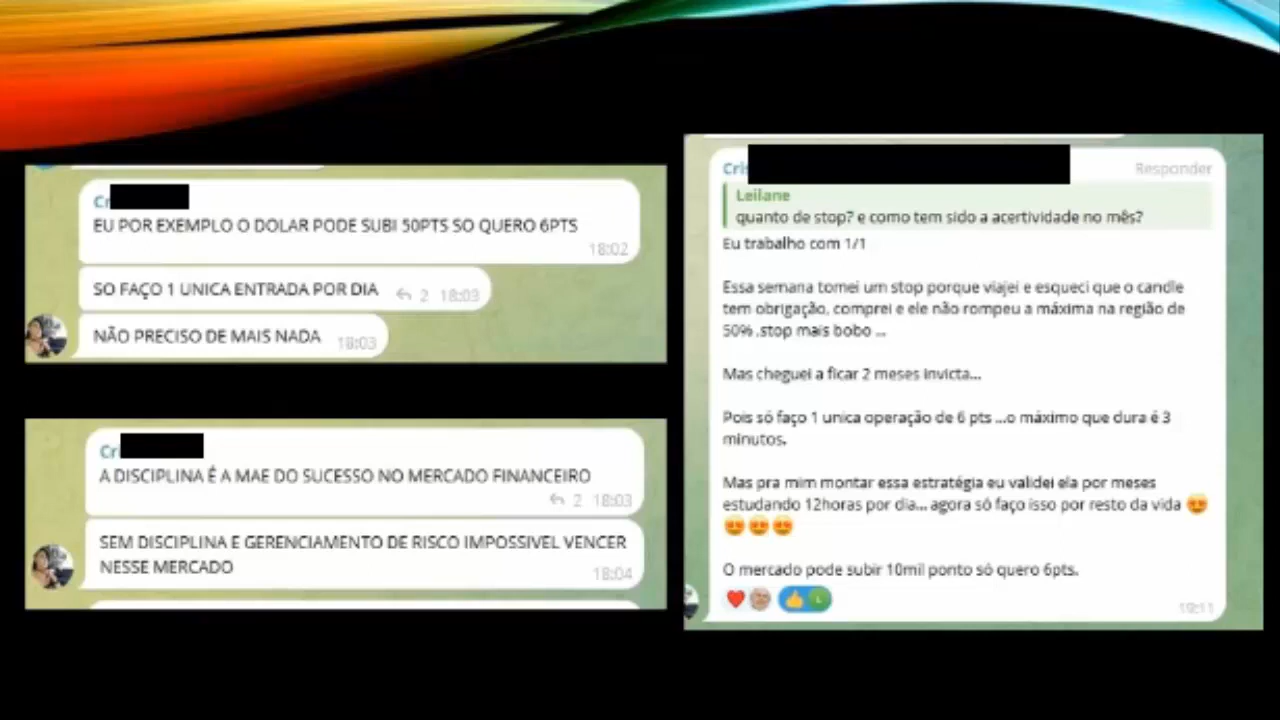 Cr
EU POR EXEMPLO O DOLAR PODE SUBI 50PTS SO QUERO 6PTS
18:02
SO FAÇO 1 UNICA ENTRADA POR DIA 2 18:03
NÃO PRECISO DE MAIS NADA 18:03
Cr
A DISCIPLINA É A MAE DO SUCESSO NO MERCADO FINANCEIRO
2 18:03
SEM DISCIPLINA E GERENCIAMENTO DE RISCO IMPOSSIVEL VENCER
NESSE MERCADO
18:04
Cris Responder
Leilane
quanto de stop? e como tem sido a acertividade no mês?
Eu trabalho com 1/1
Essa semana tomei um stop porque viajei e esqueci que o candle
tem obrigação, comprei e ele não rompeu a máxima na região de
50% .stop mais bobo ...
Mas cheguei a ficar 2 meses invicta...
Pois só faço 1 unica operação de 6 pts ...o máximo que dura é 3
minutos.
Mas pra mim montar essa estratégia eu validei ela por meses
estudando 12horas por dia... agora só faço isso por resto da vida 😍
😍😍😍
O mercado pode subir 10mil ponto só quero 6pts.
19:11